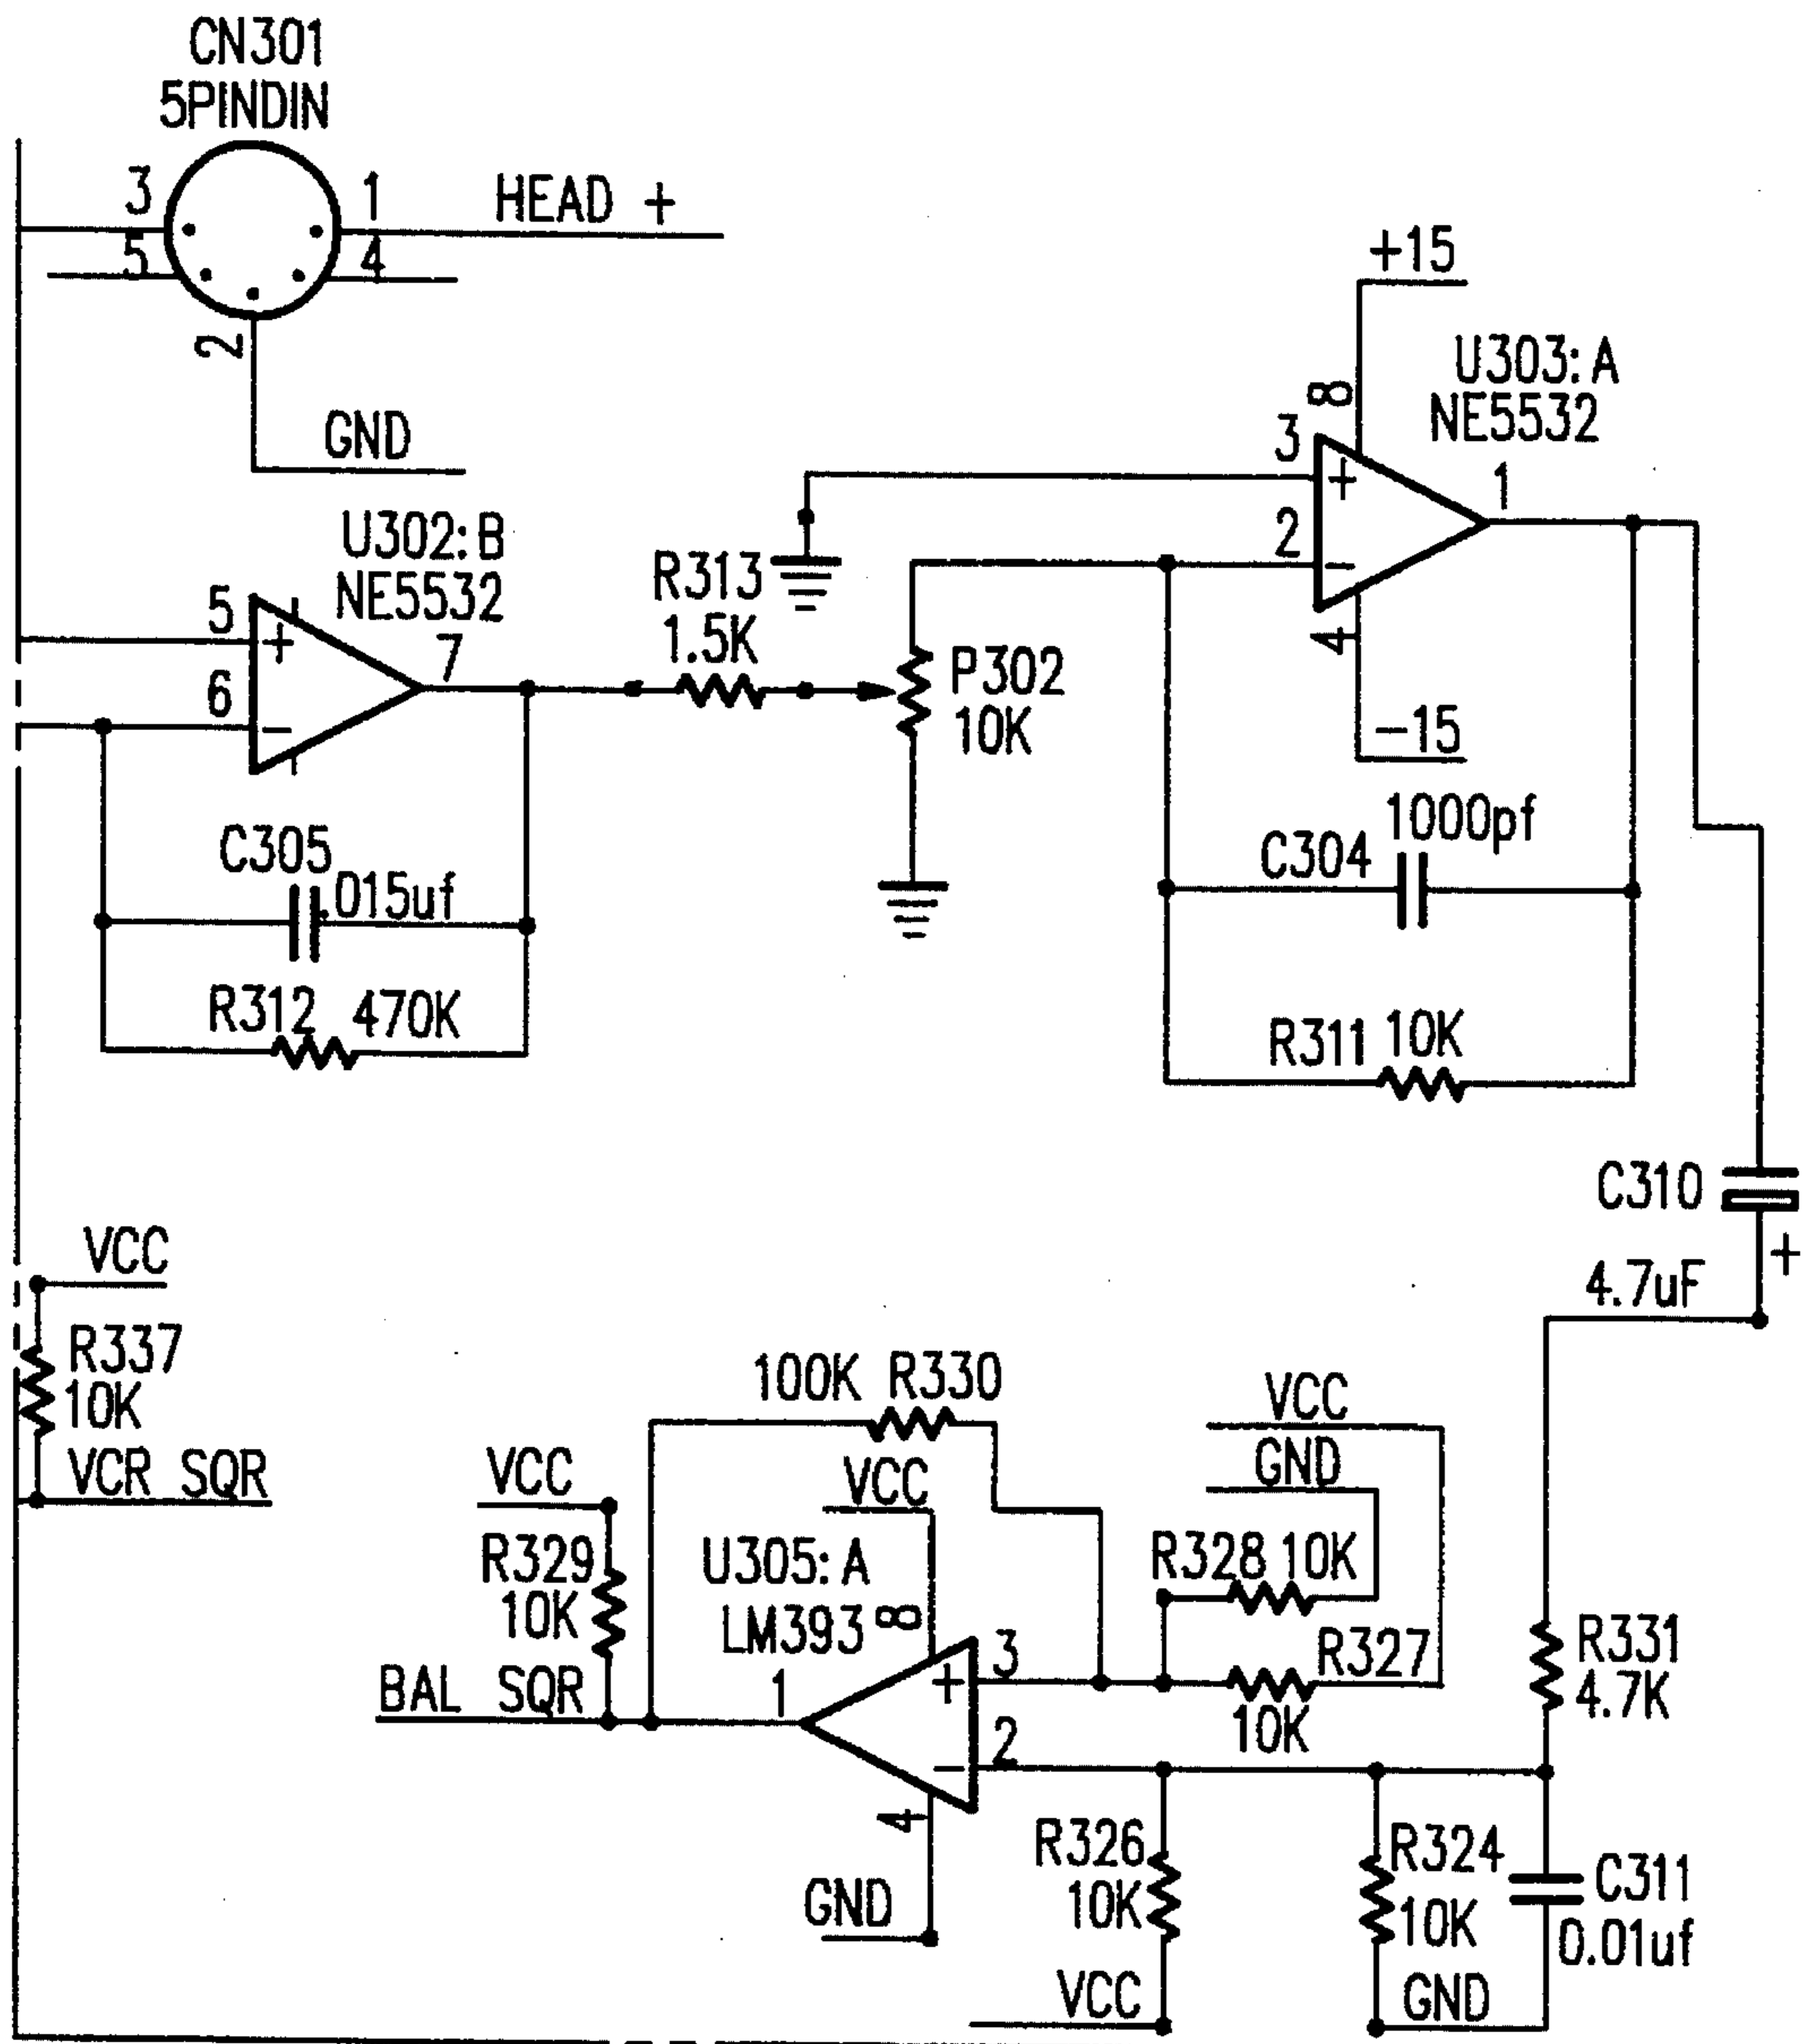 CN301
5PINDIN
3
1
HEAD +
5
4
2
GND
+15
U303:A
NE5532
8
3
+
1
2
-
4
-15
U302:B
NE5532
5
+
7
6
-
R313
1.5K
P302
10K
C305
.015uf
R312 470K
C304
1000pf
R311 10K
C310
+
4.7uF
VCC
R337
10K
VCR SQR
100K R330
VCC
GND
VCC
VCC
R329
10K
U305:A
LM393
8
R328 10K
R327
10K
R331
4.7K
BAL SQR
1
+
3
-
2
4
GND
R326
10K
VCC
R324
10K
GND
C311
0.01uf